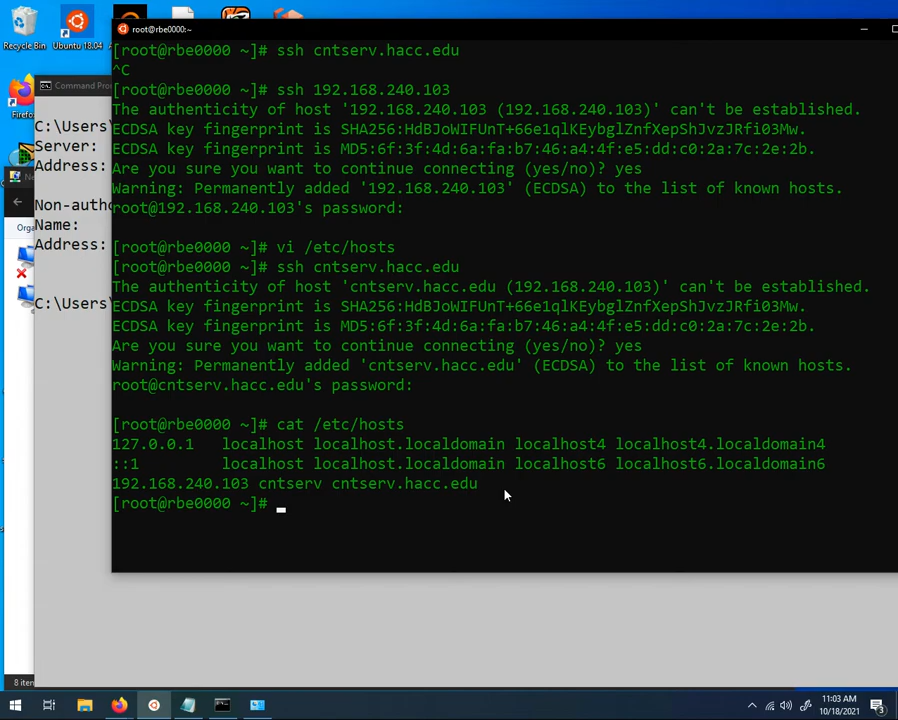 Recycle Bin
Ubuntu 18.04
Firefox
root@rbe0000:~
Command Pro
C:\Users\
Server:
Address:
Non-autho
Name:
Address:
C:\Users\
Orga
8 iten
[root@rbe0000 ~]# ssh cntserv.hacc.edu
^C
[root@rbe0000 ~]# ssh 192.168.240.103
The authenticity of host '192.168.240.103 (192.168.240.103)' can't be established.
ECDSA key fingerprint is SHA256:HdBJoWIFUnT+66e1qlKEybglZnfXepShJvzJRfi03Mw.
ECDSA key fingerprint is MD5:6f:3f:4d:6a:fa:b7:46:a4:4f:e5:dd:c0:2a:7c:2e:2b.
Are you sure you want to continue connecting (yes/no)? yes
Warning: Permanently added '192.168.240.103' (ECDSA) to the list of known hosts.
root@192.168.240.103's password:
[root@rbe0000 ~]# vi /etc/hosts
[root@rbe0000 ~]# ssh cntserv.hacc.edu
The authenticity of host 'cntserv.hacc.edu (192.168.240.103)' can't be established.
ECDSA key fingerprint is SHA256:HdBJoWIFUnT+66e1qlKEybglZnfXepShJvzJRfi03Mw.
ECDSA key fingerprint is MD5:6f:3f:4d:6a:fa:b7:46:a4:4f:e5:dd:c0:2a:7c:2e:2b.
Are you sure you want to continue connecting (yes/no)? yes
Warning: Permanently added 'cntserv.hacc.edu' (ECDSA) to the list of known hosts.
root@cntserv.hacc.edu's password:
[root@rbe0000 ~]# cat /etc/hosts
127.0.0.1   localhost localhost.localdomain localhost4 localhost4.localdomain4
::1         localhost localhost.localdomain localhost6 localhost6.localdomain6
192.168.240.103 cntserv cntserv.hacc.edu
[root@rbe0000 ~]#
11:03 AM
10/18/2021
3